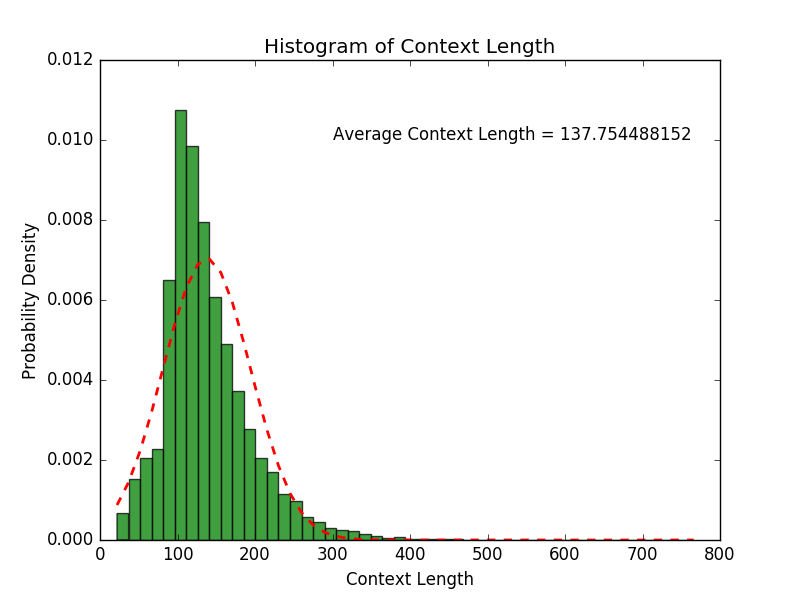 Histogram of Context Length
0.012
0.010
0.008
0.006
0.004
0.002
0.000
Probability Density
Average Context Length = 137.754488152
0 100 200 300 400 500 600 700 800
Context Length